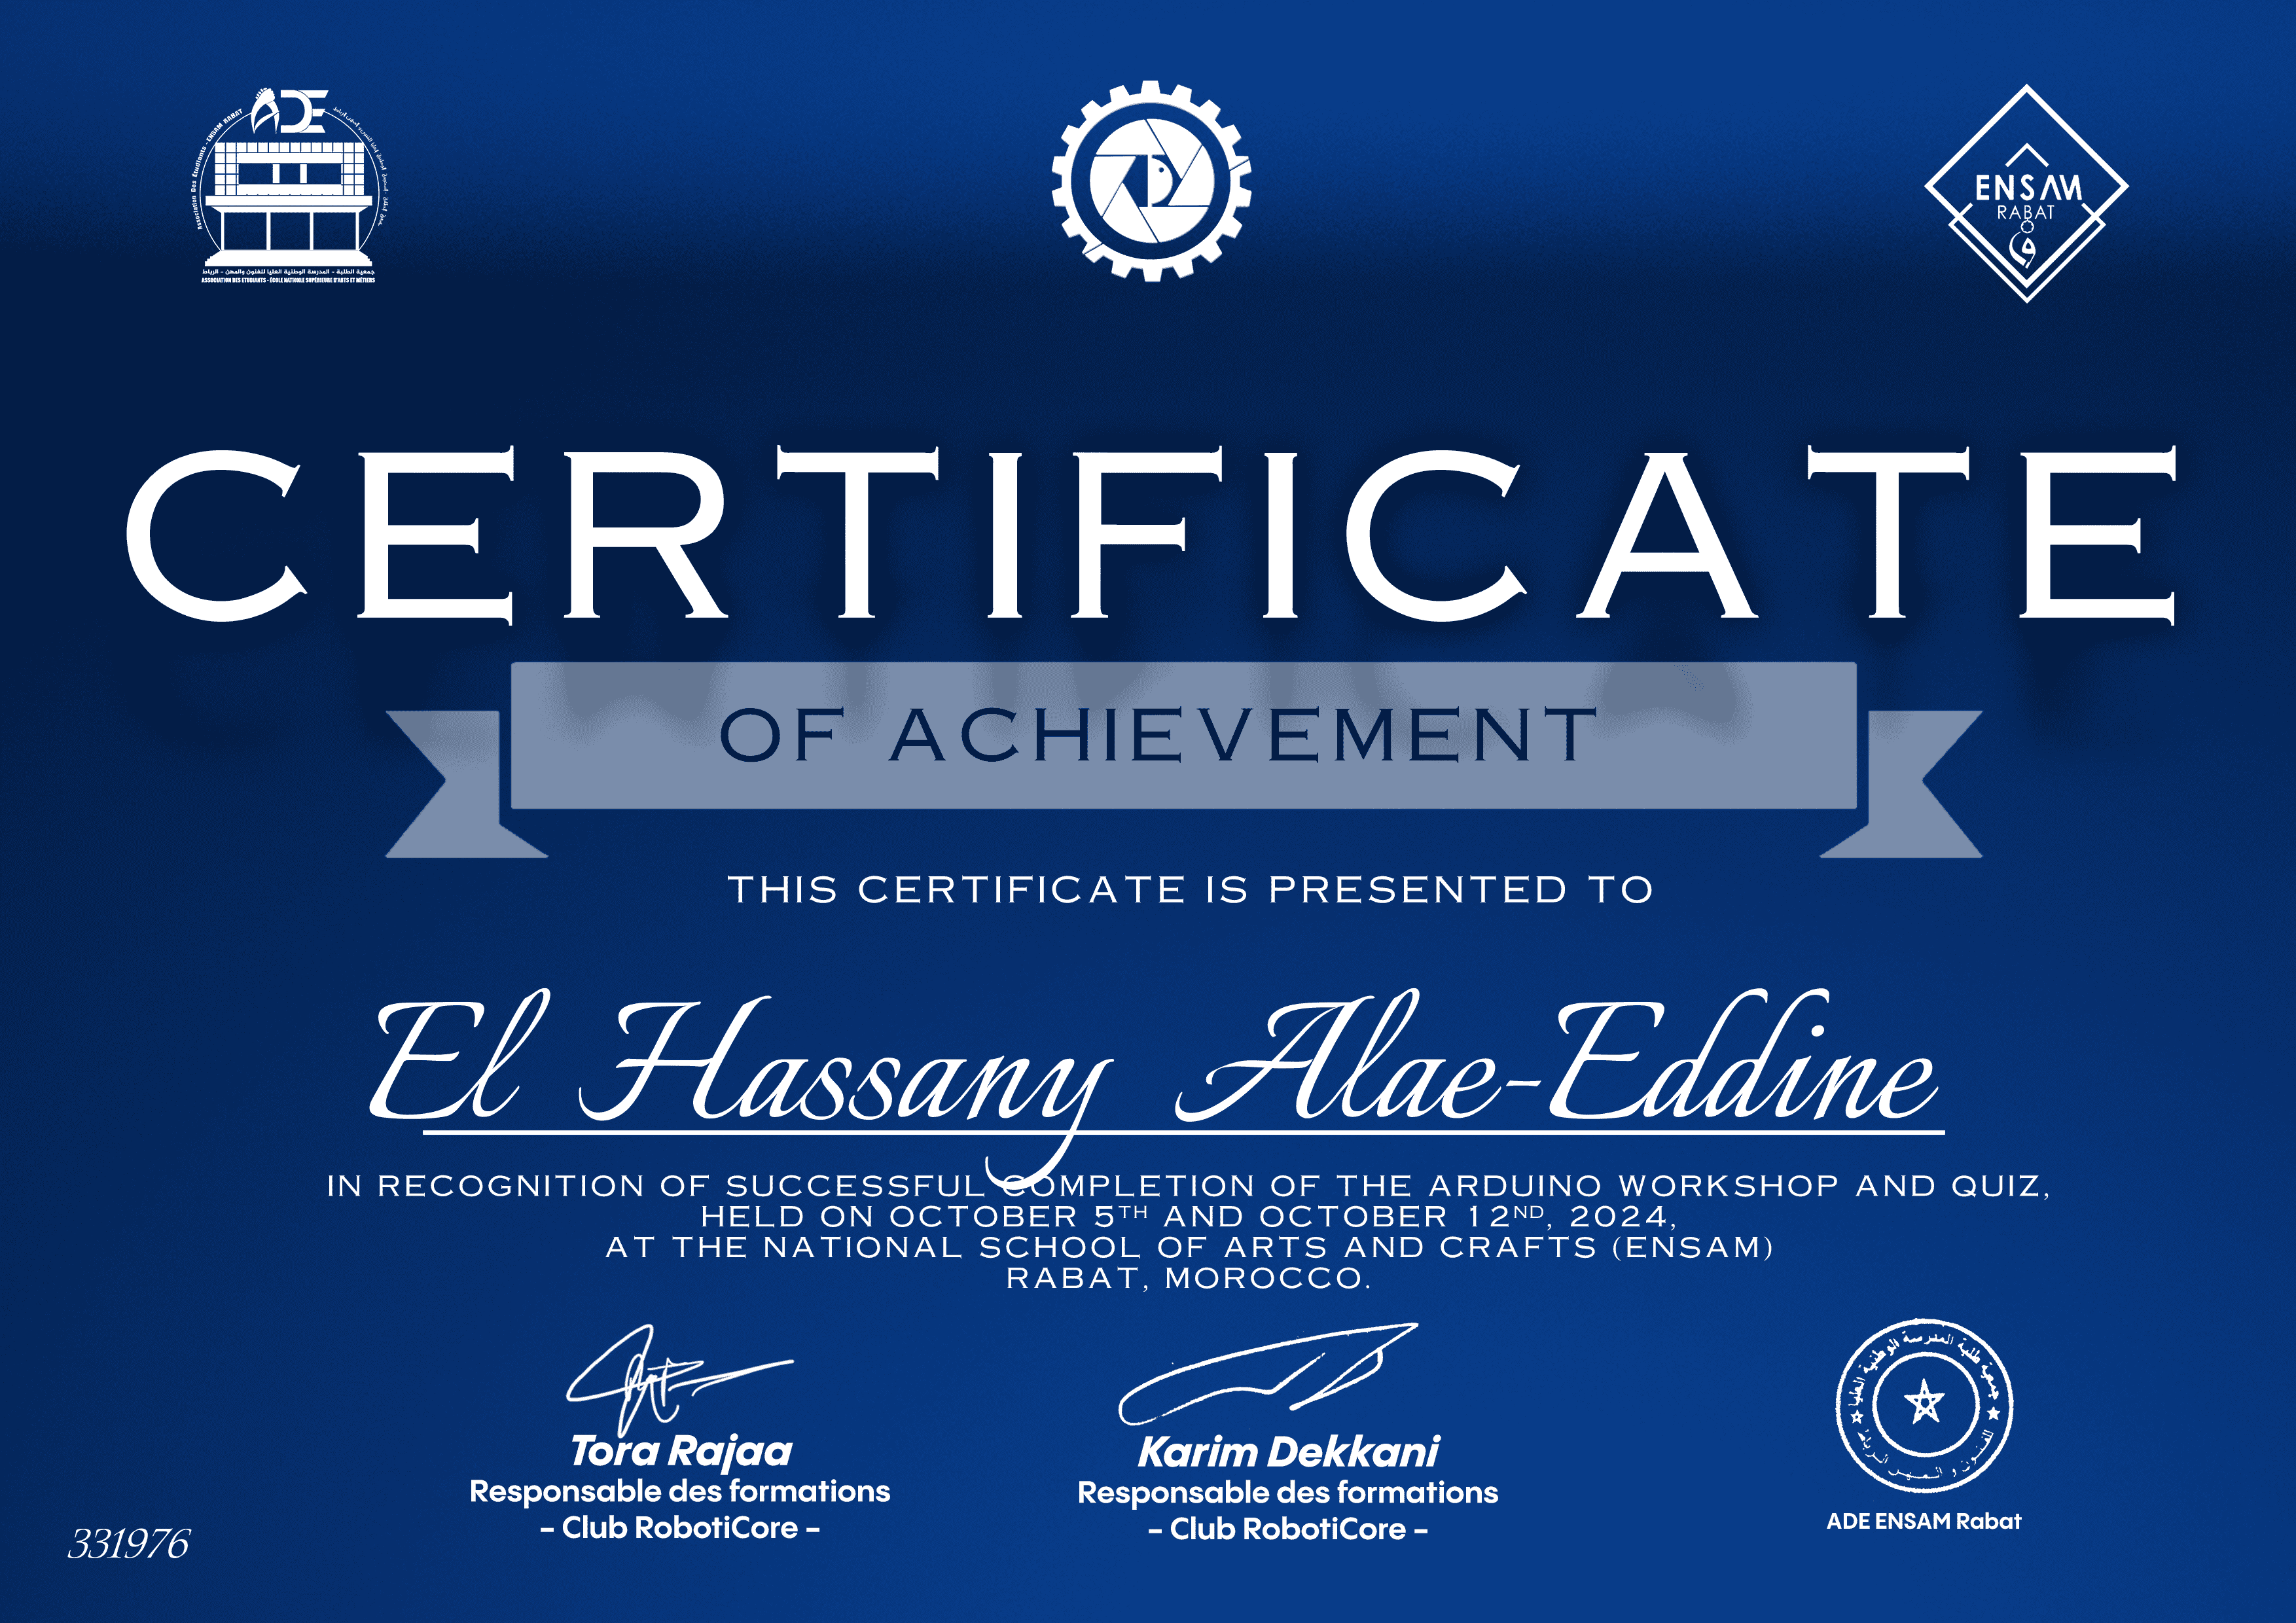 ADE
Association Des Etudiants - ENSAM RABAT
جمعية الطلبة - المدرسة الوطنية العليا للفنون والمهن - الرباط
ASSOCIATION DES ETUDIANTS - ÉCOLE NATIONALE SUPÉRIEURE D'ARTS ET MÉTIERS
ENSAM
RABAT
CERTIFICATE
OF ACHIEVEMENT
THIS CERTIFICATE IS PRESENTED TO
El Hassany Alae-Eddine
IN RECOGNITION OF SUCCESSFUL COMPLETION OF THE ARDUINO WORKSHOP AND QUIZ,
HELD ON OCTOBER 5TH AND OCTOBER 12ND, 2024,
AT THE NATIONAL SCHOOL OF ARTS AND CRAFTS (ENSAM)
RABAT, MOROCCO.
Tora Rajaa
Responsable des formations
- Club RobotiCore -
Karim Dekkani
Responsable des formations
- Club RobotiCore -
جمعية طلبة المدرسة الوطنية العليا
للفنون و المهن الرباط
ADE ENSAM Rabat
331976